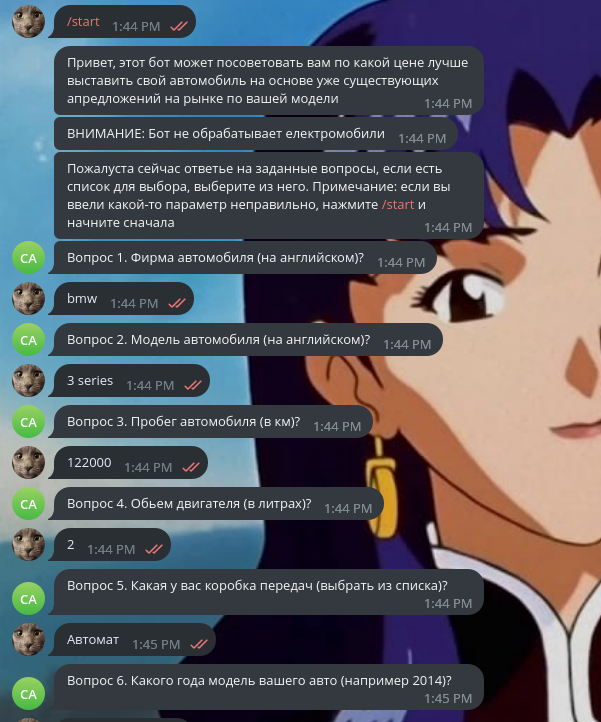 /start 1:44 PM
Привет, этот бот может посоветовать вам по какой цене лучше
выставить свой автомобиль на основе уже существующих
апредложений на рынке по вашей модели 1:44 PM
ВНИМАНИЕ: Бот не обрабатывает електромобили 1:44 PM
Пожалуста сейчас ответье на заданные вопросы, если есть
список для выбора, выберите из него. Примечание: если вы
ввели какой-то параметр неправильно, нажмите /start и
начните сначала 1:44 PM
CA Вопрос 1. Фирма автомобиля (на английском)? 1:44 PM
bmw 1:44 PM
CA Вопрос 2. Модель автомобиля (на английском)? 1:44 PM
3 series 1:44 PM
CA Вопрос 3. Пробег автомобиля (в км)? 1:44 PM
122000 1:44 PM
CA Вопрос 4. Обьем двигателя (в литрах)? 1:44 PM
2 1:44 PM
CA Вопрос 5. Какая у вас коробка передач (выбрать из списка)?
1:44 PM
Автомат 1:45 PM
CA Вопрос 6. Какого года модель вашего авто (например 2014)?
1:45 PM